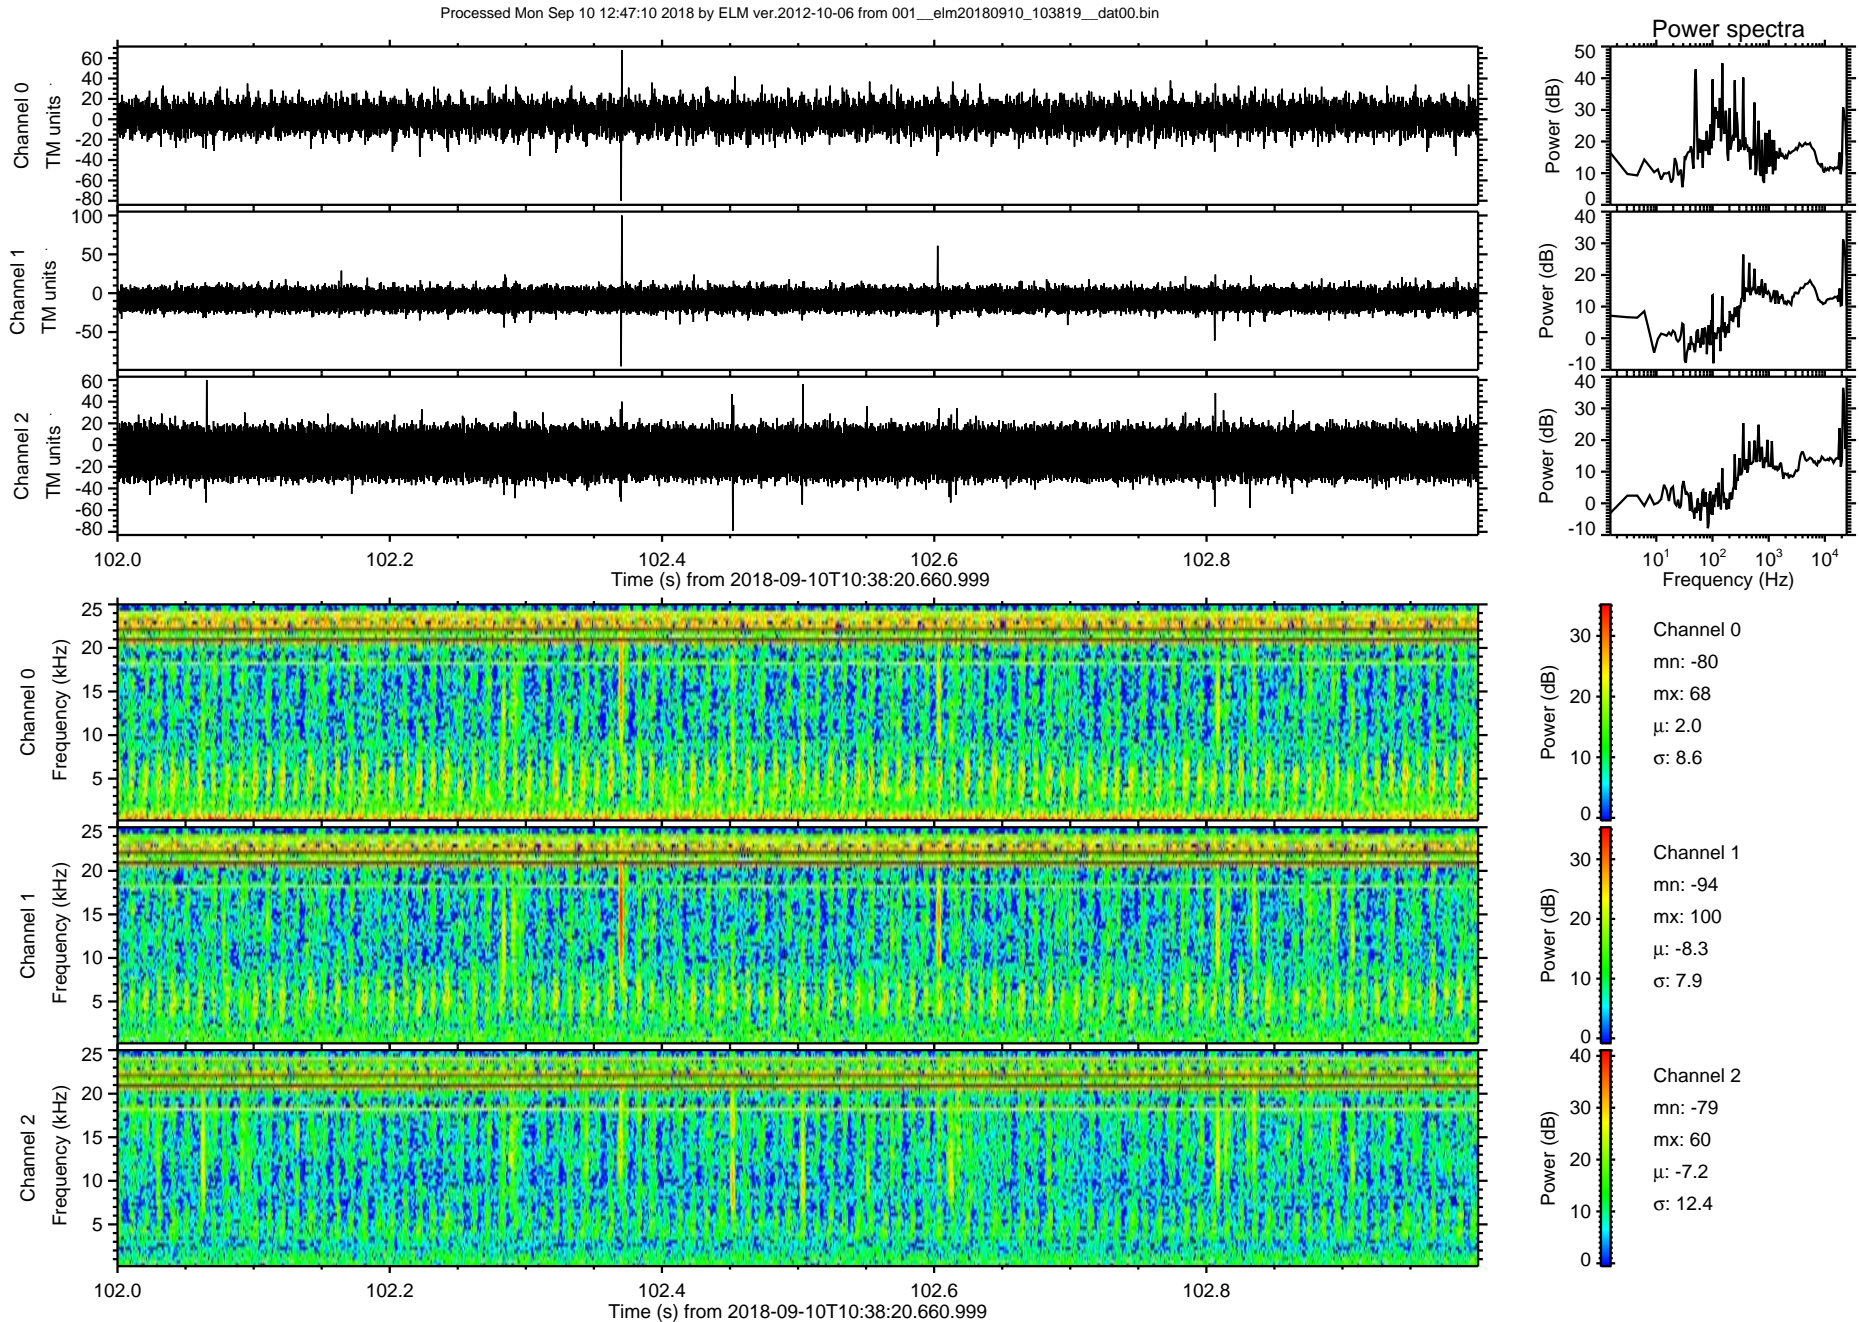 Processed Mon Sep 10 12:47:10 2018 by ELM ver.2012-10-06 from 001__elm20180910_103819__dat00.bin
Power spectra
Channel 0
TM units
60
40
20
0
-20
-40
-60
-80
Power (dB)
50
40
30
20
10
0
Channel 1
TM units
100
50
0
-50
Power (dB)
40
30
20
10
0
-10
Channel 2
TM units
60
40
20
0
-20
-40
-60
-80
Power (dB)
40
30
20
10
0
-10
102.0 102.2 102.4 102.6 102.8
Time (s) from 2018-09-10T10:38:20.660.999
10¹ 10² 10³ 10⁴
Frequency (Hz)
Channel 0
Frequency (kHz)
25
20
15
10
5
Power (dB)
30
20
10
0
Channel 0
mn: -80
mx: 68
μ: 2.0
σ: 8.6
Channel 1
Frequency (kHz)
25
20
15
10
5
Power (dB)
30
20
10
0
Channel 1
mn: -94
mx: 100
μ: -8.3
σ: 7.9
Channel 2
Frequency (kHz)
25
20
15
10
5
Power (dB)
40
30
20
10
0
Channel 2
mn: -79
mx: 60
μ: -7.2
σ: 12.4
102.0 102.2 102.4 102.6 102.8
Time (s) from 2018-09-10T10:38:20.660.999